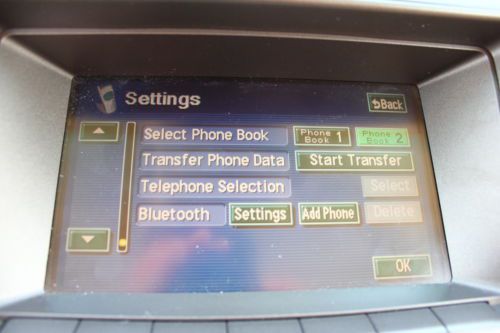 Settings Back
Select Phone Book Phone Book 1 Phone Book 2
Transfer Phone Data Start Transfer
Telephone Selection Select
Bluetooth Settings Add Phone Delete
OK